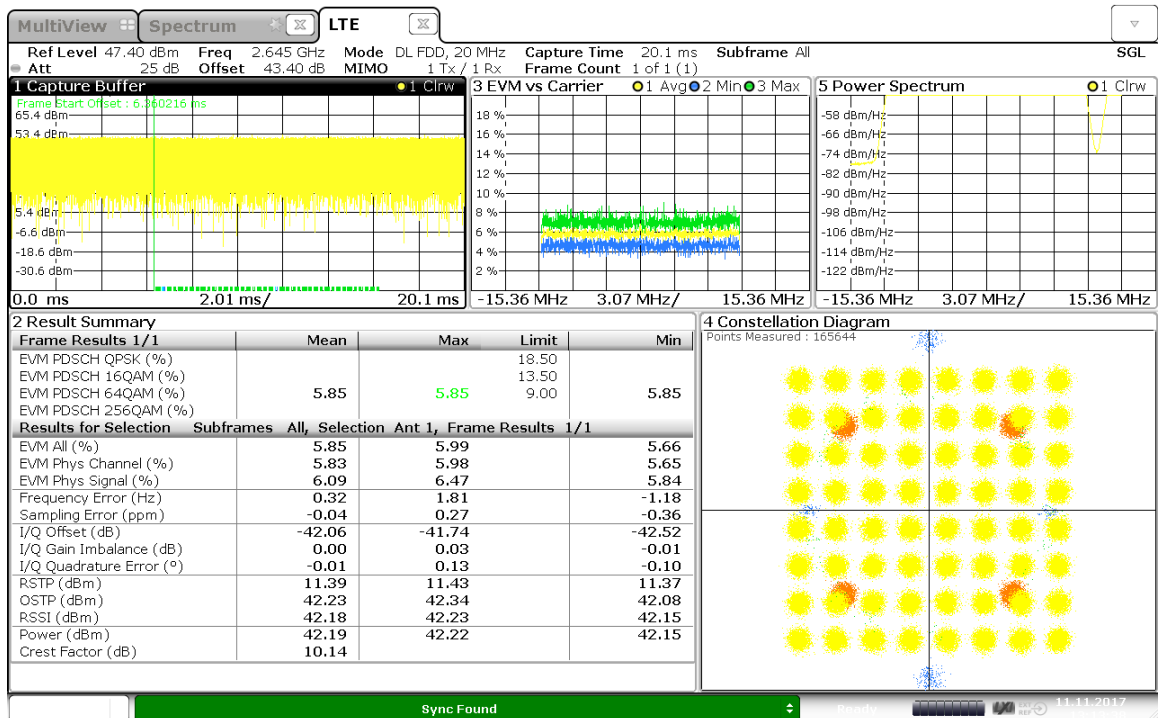 MultiView Spectrum LTE
Ref Level 47.40 dBm Freq 2.645 GHz Mode DL FDD, 20 MHz Capture Time 20.1 ms Subframe All SGL
Att 25 dB Offset 43.40 dB MIMO 1 Tx / 1 Rx Frame Count 1 of 1 (1)
1 Capture Buffer 1 Clrw
Frame Start Offset : 6.360216 ms
65.4 dBm
53.4 dBm
5.4 dBm
-6.6 dBm
-18.6 dBm
-30.6 dBm
0.0 ms 2.01 ms/ 20.1 ms
3 EVM vs Carrier 1 Avg 2 Min 3 Max
18 %
16 %
14 %
12 %
10 %
8 %
6 %
4 %
2 %
-15.36 MHz 3.07 MHz/ 15.36 MHz
5 Power Spectrum 1 Clrw
-58 dBm/Hz
-66 dBm/Hz
-74 dBm/Hz
-82 dBm/Hz
-90 dBm/Hz
-98 dBm/Hz
-106 dBm/Hz
-114 dBm/Hz
-122 dBm/Hz
-15.36 MHz 3.07 MHz/ 15.36 MHz
2 Result Summary
Frame Results 1/1 Mean Max Limit Min
EVM PDSCH QPSK (%) 18.50
EVM PDSCH 16QAM (%) 13.50
EVM PDSCH 64QAM (%) 5.85 5.85 9.00 5.85
EVM PDSCH 256QAM (%)
Results for Selection Subframes All, Selection Ant 1, Frame Results 1/1
EVM All (%) 5.85 5.99 5.66
EVM Phys Channel (%) 5.83 5.98 5.65
EVM Phys Signal (%) 6.09 6.47 5.84
Frequency Error (Hz) 0.32 1.81 -1.18
Sampling Error (ppm) -0.04 0.27 -0.36
I/Q Offset (dB) -42.06 -41.74 -42.52
I/Q Gain Imbalance (dB) 0.00 0.03 -0.01
I/Q Quadrature Error (°) -0.01 0.13 -0.10
RSTP (dBm) 11.39 11.43 11.37
OSTP (dBm) 42.23 42.34 42.08
RSSI (dBm) 42.18 42.23 42.15
Power (dBm) 42.19 42.22 42.15
Crest Factor (dB) 10.14
4 Constellation Diagram
Points Measured : 165644
Sync Found Ready LXI EXT REF 11.11.2017